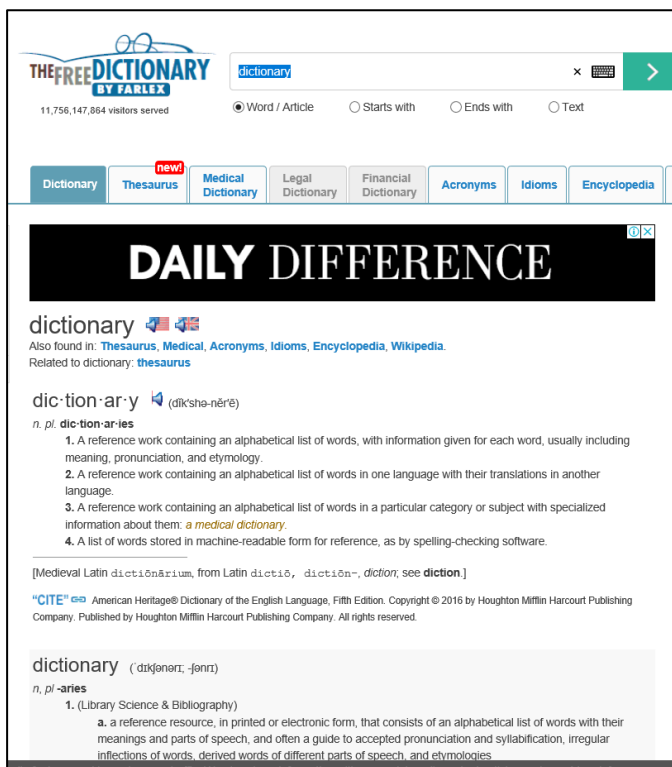 THE FREE DICTIONARY
BY FARLEX
dictionary ×
11,756,147,864 visitors served
Word / Article Starts with Ends with Text
new!
Dictionary Thesaurus Medical Dictionary Legal Dictionary Financial Dictionary Acronyms Idioms Encyclopedia
DAILY DIFFERENCE
dictionary
Also found in: Thesaurus, Medical, Acronyms, Idioms, Encyclopedia, Wikipedia.
Related to dictionary: thesaurus
dic·tion·ar·y (dĭk′shə-nĕr′ē)
n. pl. dic·tion·ar·ies
1. A reference work containing an alphabetical list of words, with information given for each word, usually including
meaning, pronunciation, and etymology.
2. A reference work containing an alphabetical list of words in one language with their translations in another
language.
3. A reference work containing an alphabetical list of words in a particular category or subject with specialized
information about them: a medical dictionary.
4. A list of words stored in machine-readable form for reference, as by spelling-checking software.
[Medieval Latin dictiōnārium, from Latin dictiō, dictiōn-, diction; see diction.]
"CITE" American Heritage® Dictionary of the English Language, Fifth Edition. Copyright © 2016 by Houghton Mifflin Harcourt Publishing
Company. Published by Houghton Mifflin Harcourt Publishing Company. All rights reserved.
dictionary (ˈdɪkʃənərɪ; -ʃənrɪ)
n, pl -aries
1. (Library Science & Bibliography)
a. a reference resource, in printed or electronic form, that consists of an alphabetical list of words with their
meanings and parts of speech, and often a guide to accepted pronunciation and syllabification, irregular
inflections of words, derived words of different parts of speech, and etymologies